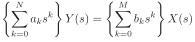 \left\{ \sum_{k=0}^{N} a_k s^k \right\} Y(s) = \left\{ \sum_{k=0}^{M} b_k s^k \right\} X(s)